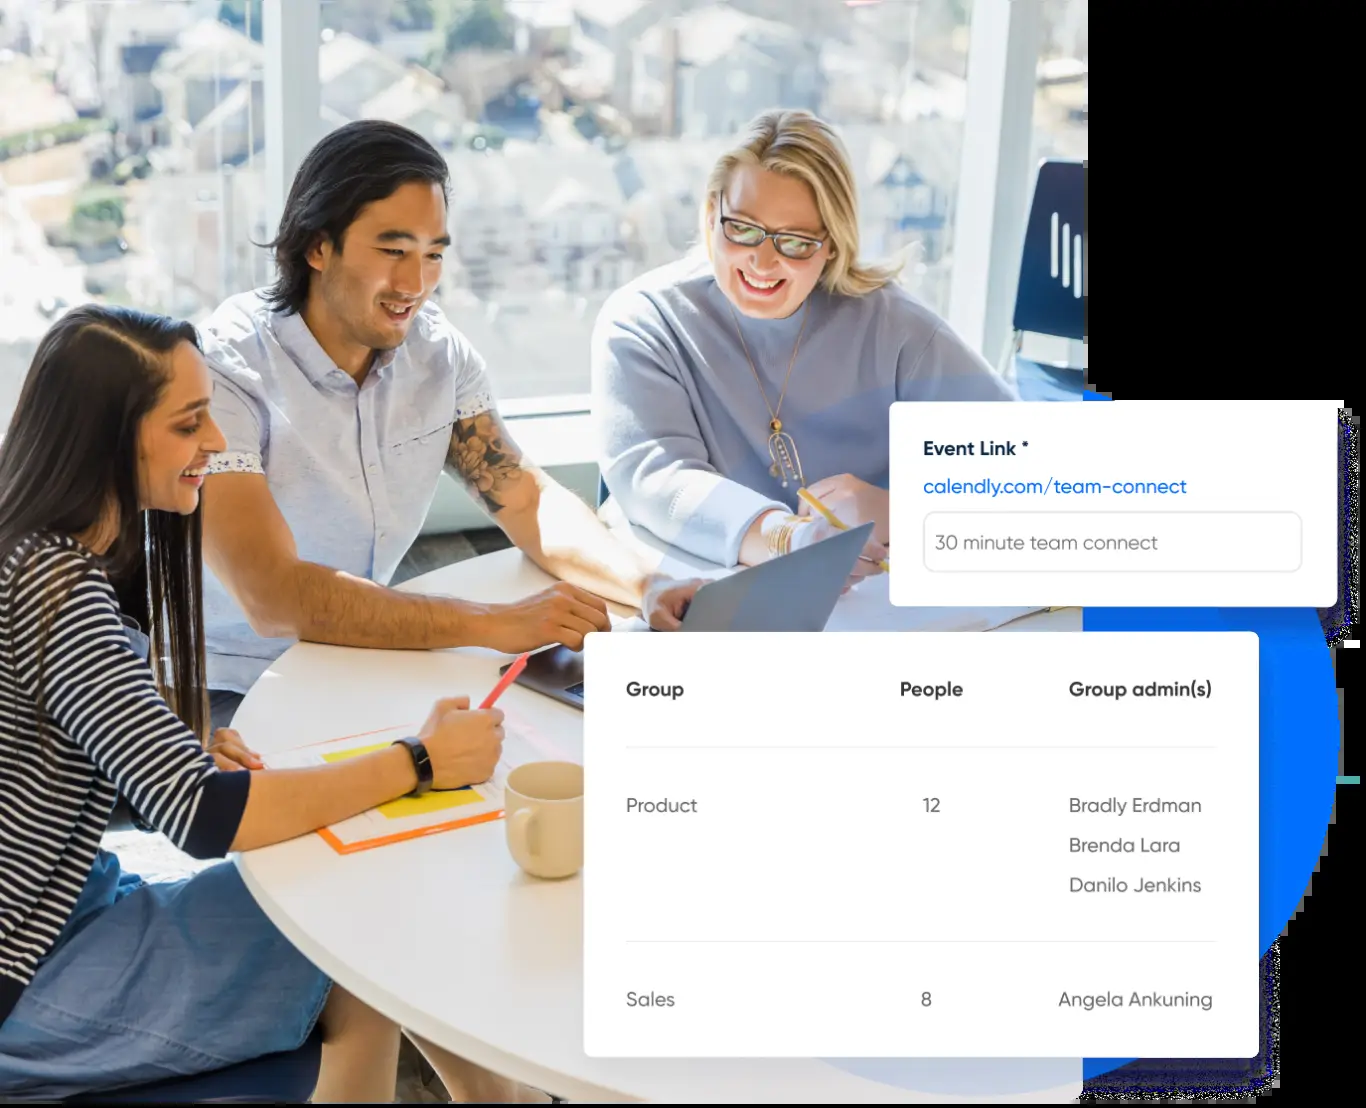 Event Link *
calendly.com/team-connect
30 minute team connect
Group People Group admin(s)
Product 12 Bradly Erdman
Brenda Lara
Danilo Jenkins
Sales 8 Angela Ankuning